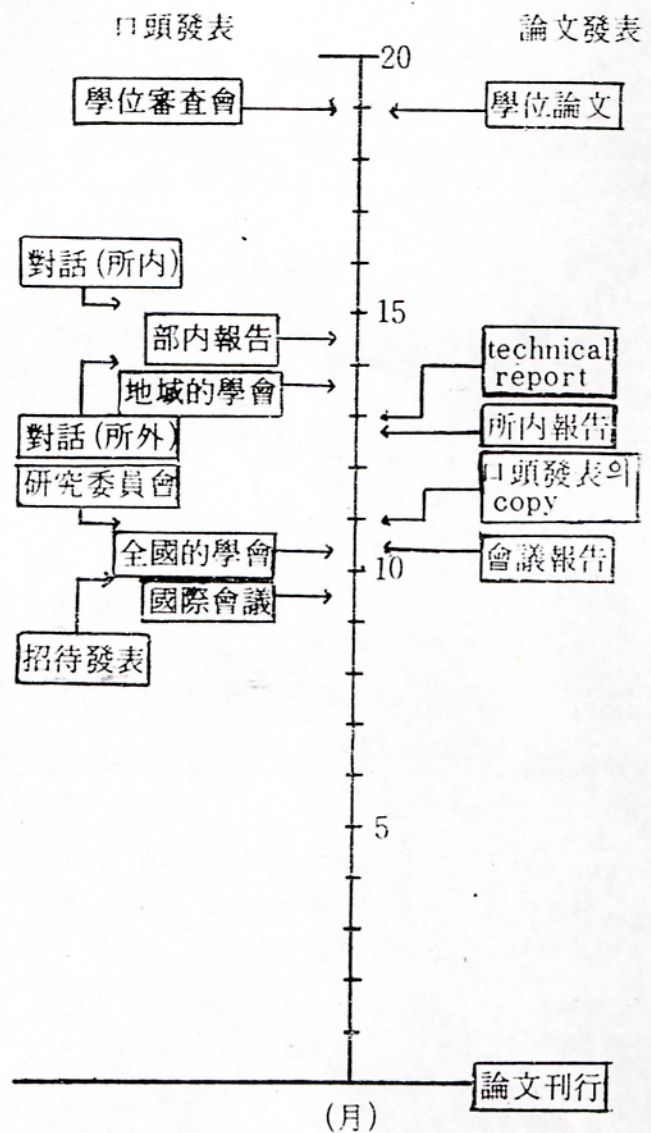 口頭發表
論文發表
20
學位審査會
學位論文
對話(所内)
15
部内報告
technical
report
地域的學會
對話(所外)
所内報告
研究委員會
口頭發表의
copy
全國的學會
會議報告
10
國際會議
招待發表
5
論文刊行
(月)